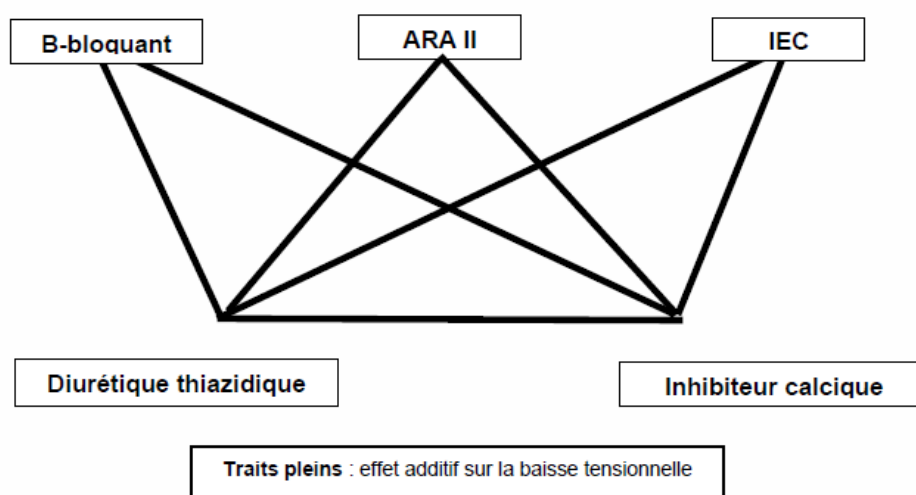 B-bloquant
ARA II
IEC
Diurétique thiazidique
Inhibiteur calcique
Traits pleins : effet additif sur la baisse tensionnelle